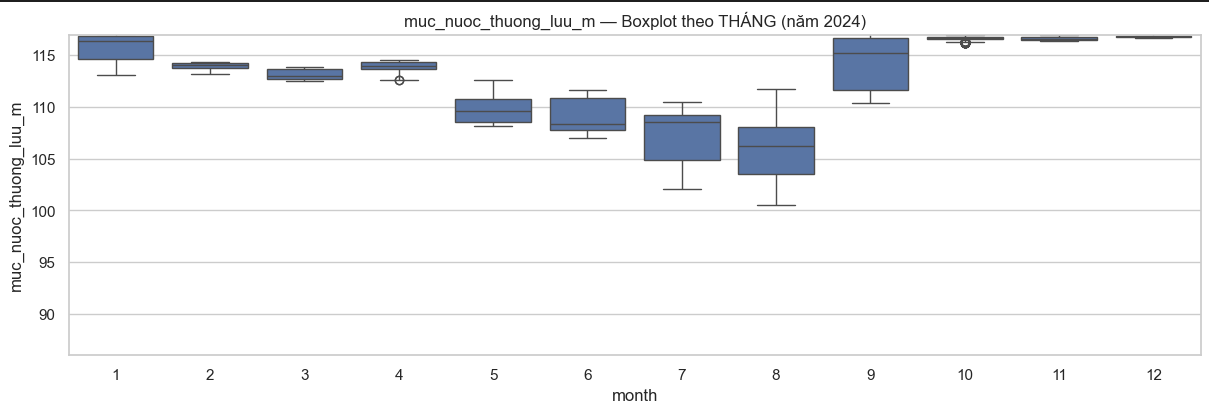 muc_nuoc_thuong_luu_m — Boxplot theo THÁNG (năm 2024)
muc_nuoc_thuong_luu_m
115
110
105
100
95
90
1 2 3 4 5 6 7 8 9 10 11 12
month